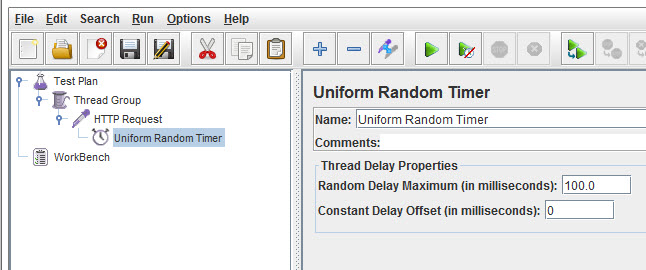 File Edit Search Run Options Help
Test Plan
Thread Group
HTTP Request
Uniform Random Timer
WorkBench
Uniform Random Timer
Name: Uniform Random Timer
Comments:
Thread Delay Properties
Random Delay Maximum (in milliseconds): 100.0
Constant Delay Offset (in milliseconds): 0